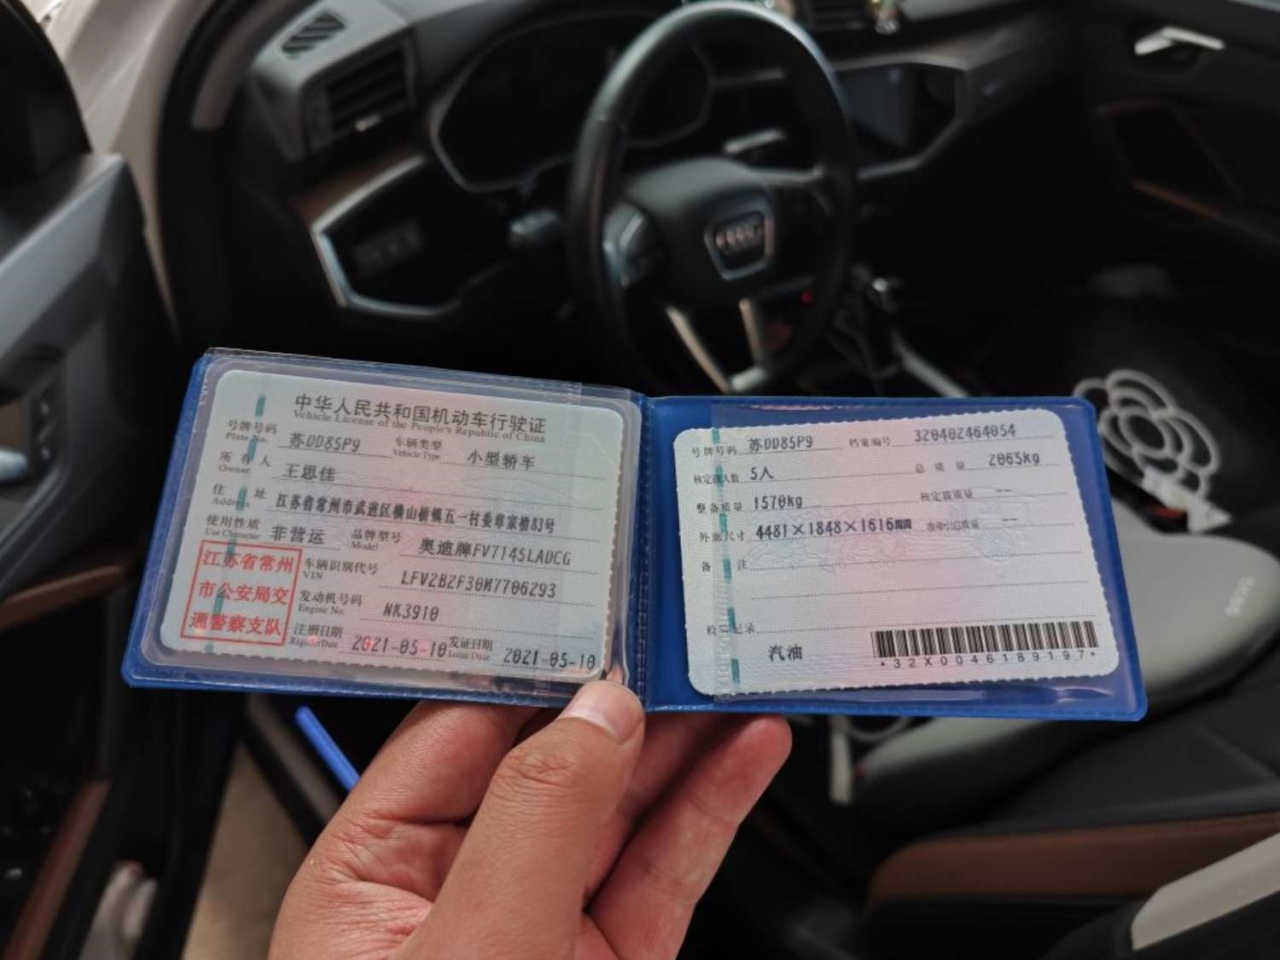 中华人民共和国机动车行驶证
Vehicle License of the People's Republic of China
号牌号码 Plate No. 苏DD85P9 车辆类型 Vehicle Type 小型轿车
所有人 Owner 王思佳
住址 Address 江苏省常州市武进区横山桥镇五一村委章家桥83号
使用性质 Use Character 非营运 品牌型号 Model 奥迪牌FV7145LADCG
车辆识别代号 VIN LFV2B2F30M7706293
发动机号码 Engine No. NK3910
注册日期 Register Date 2021-05-10 发证日期 Issue Date 2021-05-10
江苏省常州
市公安局交
通警察支队
号牌号码 苏DD85P9 档案编号 320402464054
核定载人数 5人 总质量 2065kg
整备质量 1570kg 核定载质量 --
外廓尺寸 4481×1848×1616mm 准牵引总质量 --
备注
检验记录
汽油
*32X0046189197*